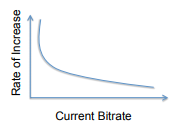 Rate of Increase
Current Bitrate